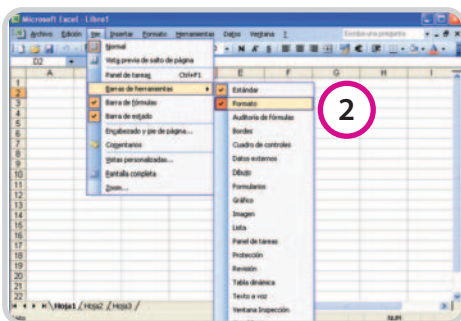 Microsoft Excel - Libro1
Archivo Edición Ver Insertar Formato Herramientas Datos Ventana ? Escriba una pregunta
D2
Normal
Vista previa de salto de página
Panel de tareas Ctrl+F1
Barras de herramientas
Barra de fórmulas
Barra de estado
Encabezado y pie de página...
Comentarios
Vistas personalizadas...
Pantalla completa
Zoom...
Estándar
Formato
Auditoría de fórmulas
Bordes
Cuadro de controles
Datos externos
Dibujo
Formularios
Gráfico
Imagen
Lista
Panel de tareas
Protección
Revisión
Tabla dinámica
Texto a voz
Ventana Inspección
2
N K S
A E F G H I
1
2
3
4
5
6
7
8
9
10
11
12
13
14
15
16
17
18
19
20
21
22
Hoja1 / Hoja2 / Hoja3 /
NUM